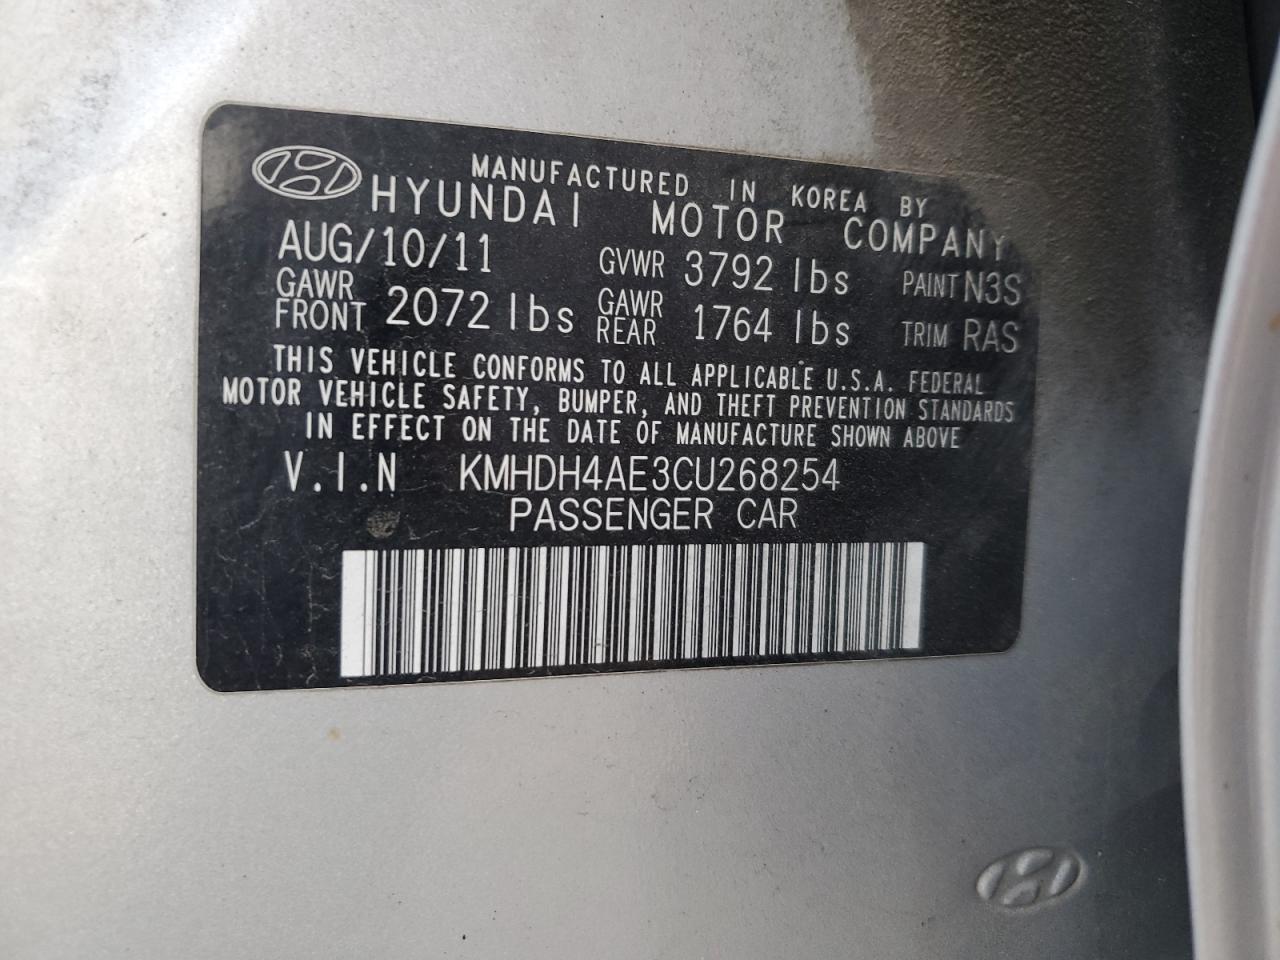 MANUFACTURED IN KOREA BY
HYUNDAI MOTOR COMPANY
AUG/10/11 GVWR 3792 lbs PAINT N3S
GAWR FRONT 2072 lbs GAWR REAR 1764 lbs TRIM RAS
THIS VEHICLE CONFORMS TO ALL APPLICABLE U.S.A. FEDERAL
MOTOR VEHICLE SAFETY, BUMPER, AND THEFT PREVENTION STANDARDS
IN EFFECT ON THE DATE OF MANUFACTURE SHOWN ABOVE
V.I.N KMHDH4AE3CU268254
PASSENGER CAR